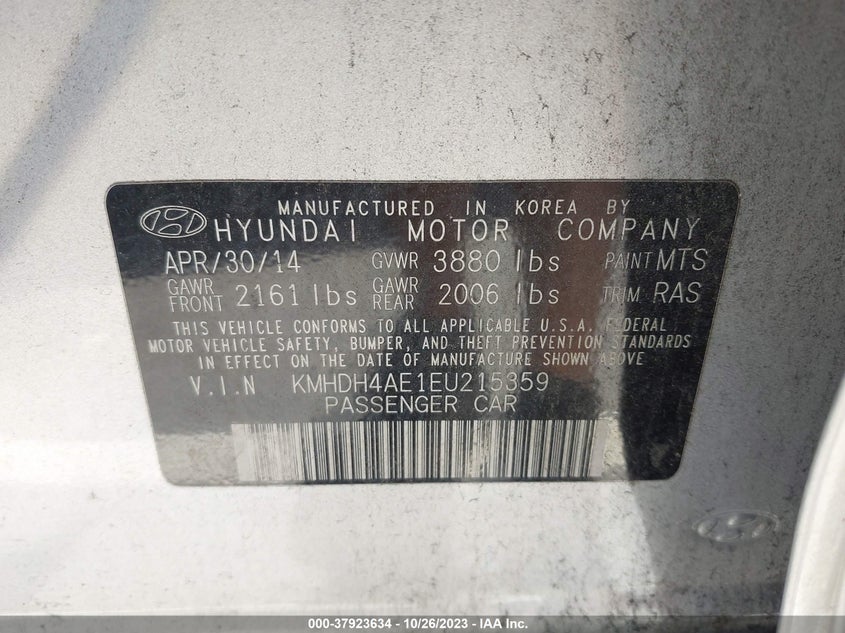 MANUFACTURED IN KOREA BY
HYUNDAI MOTOR COMPANY
APR/30/14 GVWR 3880 lbs PAINT MTS
GAWR FRONT 2161 lbs GAWR REAR 2006 lbs TRIM RAS
THIS VEHICLE CONFORMS TO ALL APPLICABLE U.S.A. FEDERAL
MOTOR VEHICLE SAFETY, BUMPER, AND THEFT PREVENTION STANDARDS
IN EFFECT ON THE DATE OF MANUFACTURE SHOWN ABOVE
V.I.N KMHDH4AE1EU215359
PASSENGER CAR
000-37923634 / 10/26/2023 - IAA Inc.